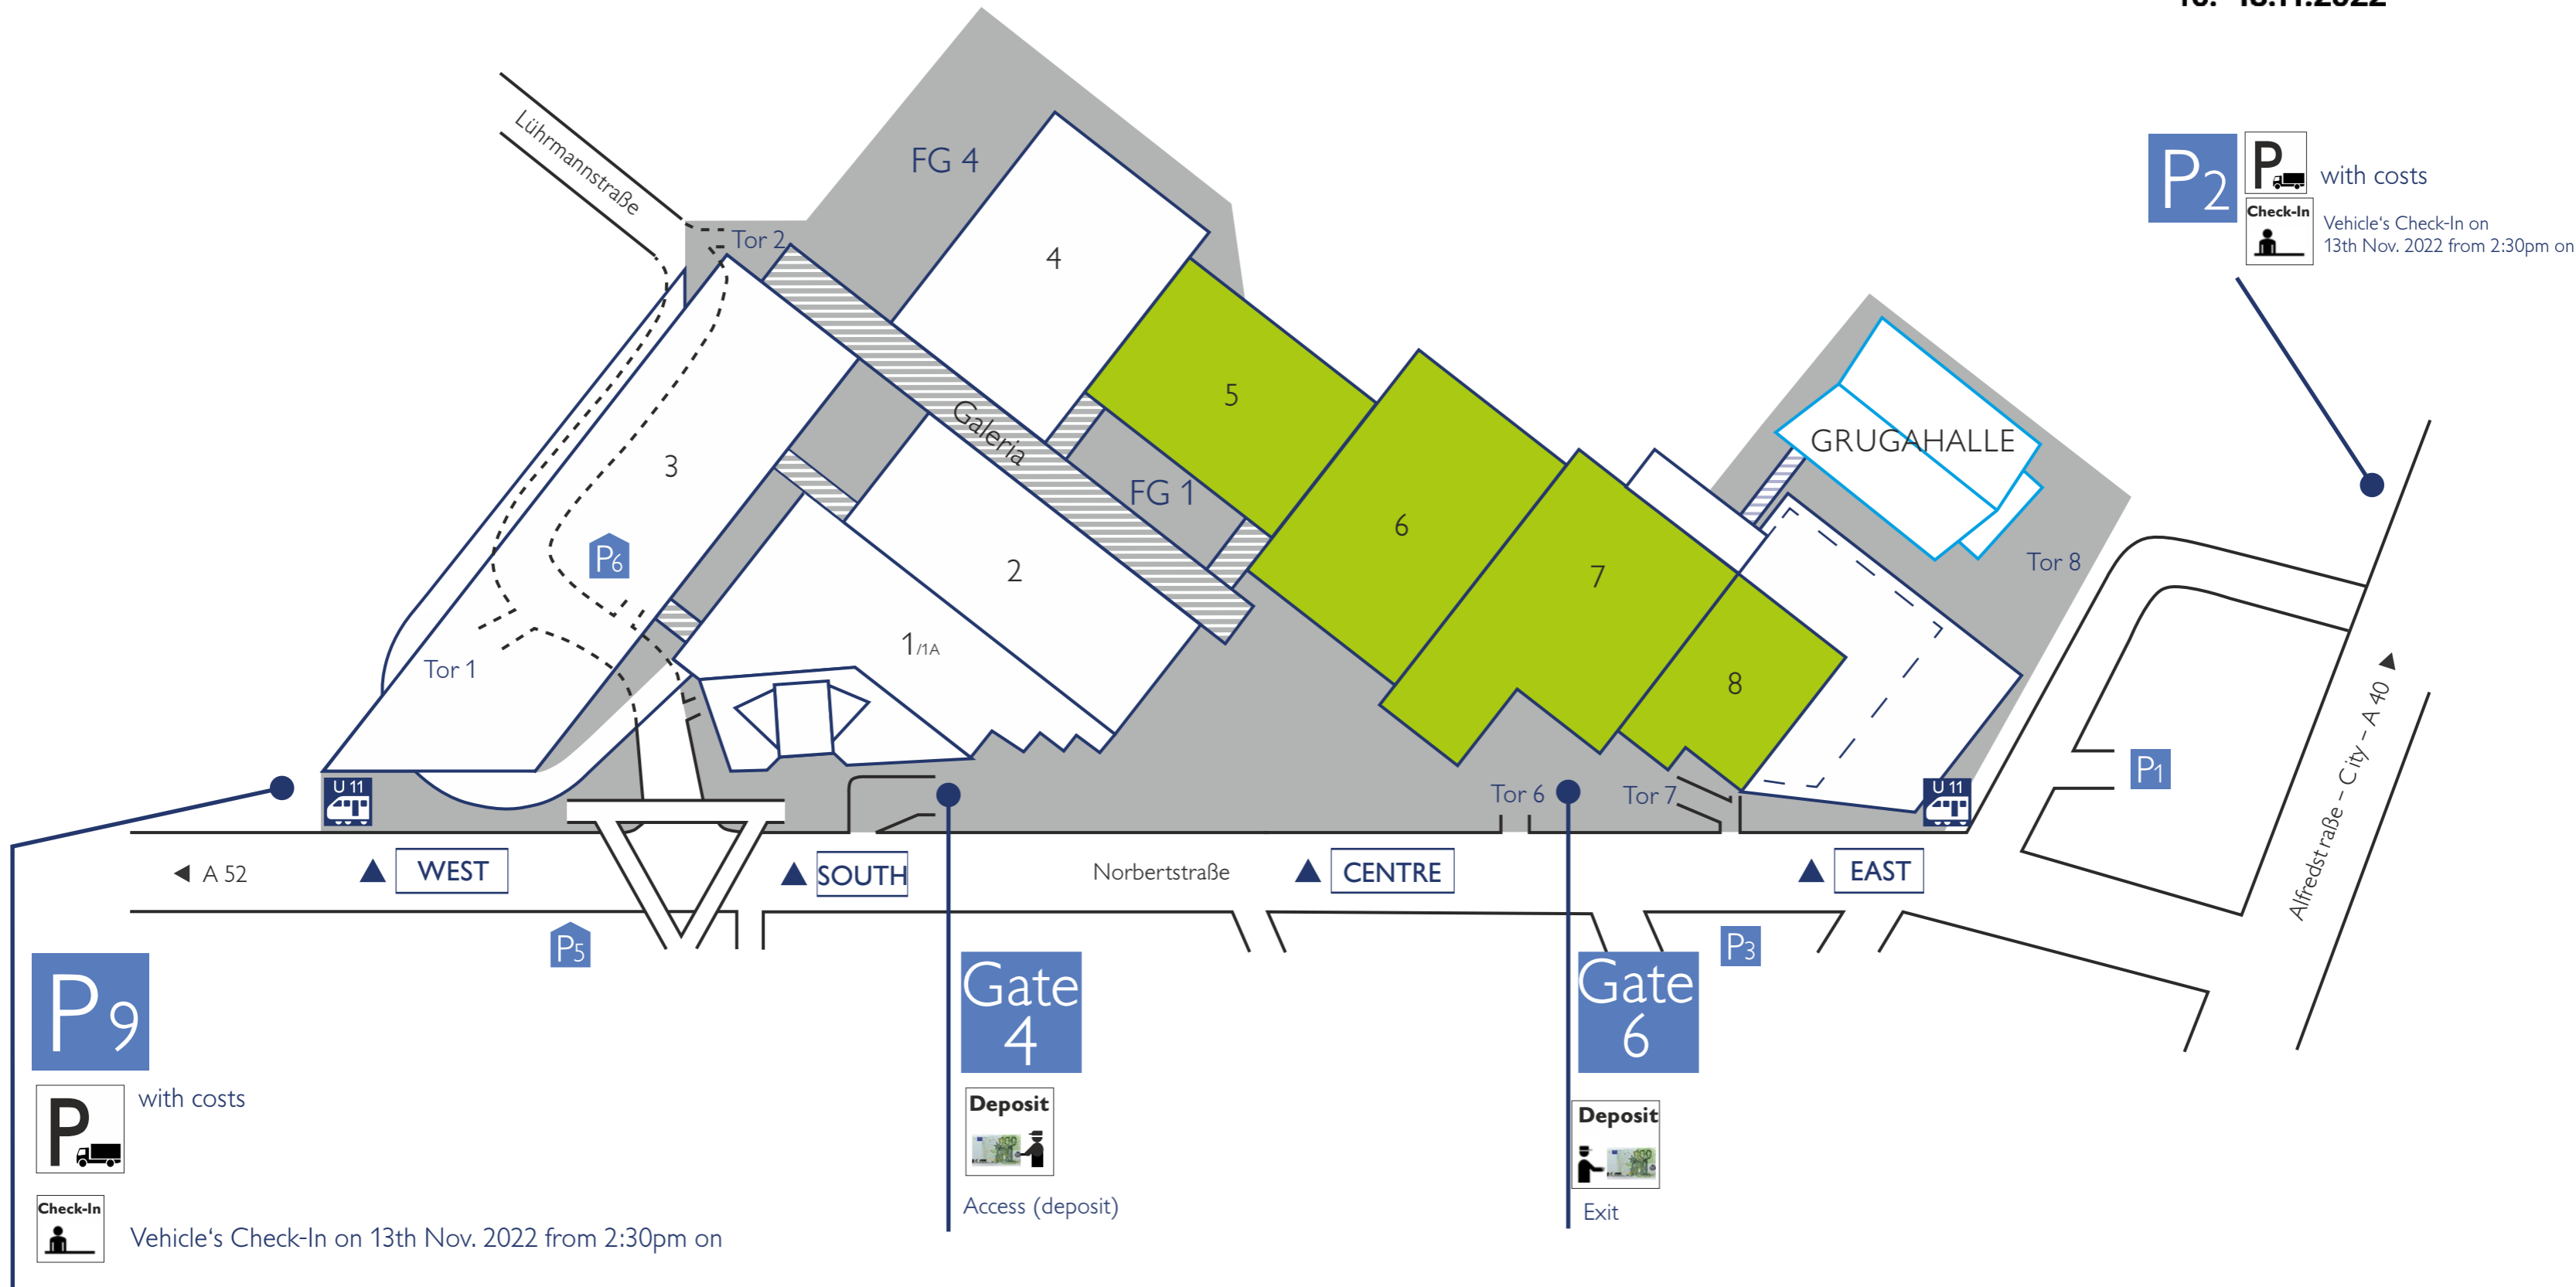 Lührmannstraße
FG 4
Tor 2
4
P2
P
with costs
Check-In
Vehicle‘s Check-In on
13th Nov. 2022 from 2:30pm on
5
Galeria
GRUGAHALLE
3
FG 1
6
P6
2
7
Tor 8
1/1A
Tor 1
8
Alfredstraße – City – A 40
P1
U 11
Tor 6
Tor 7
U 11
A 52
WEST
SOUTH
Norbertstraße
CENTRE
EAST
P5
P3
P9
P
with costs
Check-In
Vehicle‘s Check-In on 13th Nov. 2022 from 2:30pm on
Gate
4
Deposit
Access (deposit)
Gate
6
Deposit
Exit